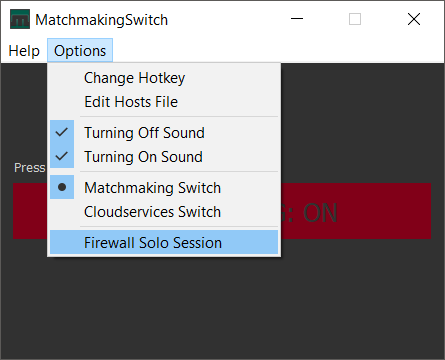 MatchmakingSwitch
Help Options
Change Hotkey
Edit Hosts File
Turning Off Sound
Turning On Sound
Press
Matchmaking Switch
Cloudservices Switch
: ON
Firewall Solo Session